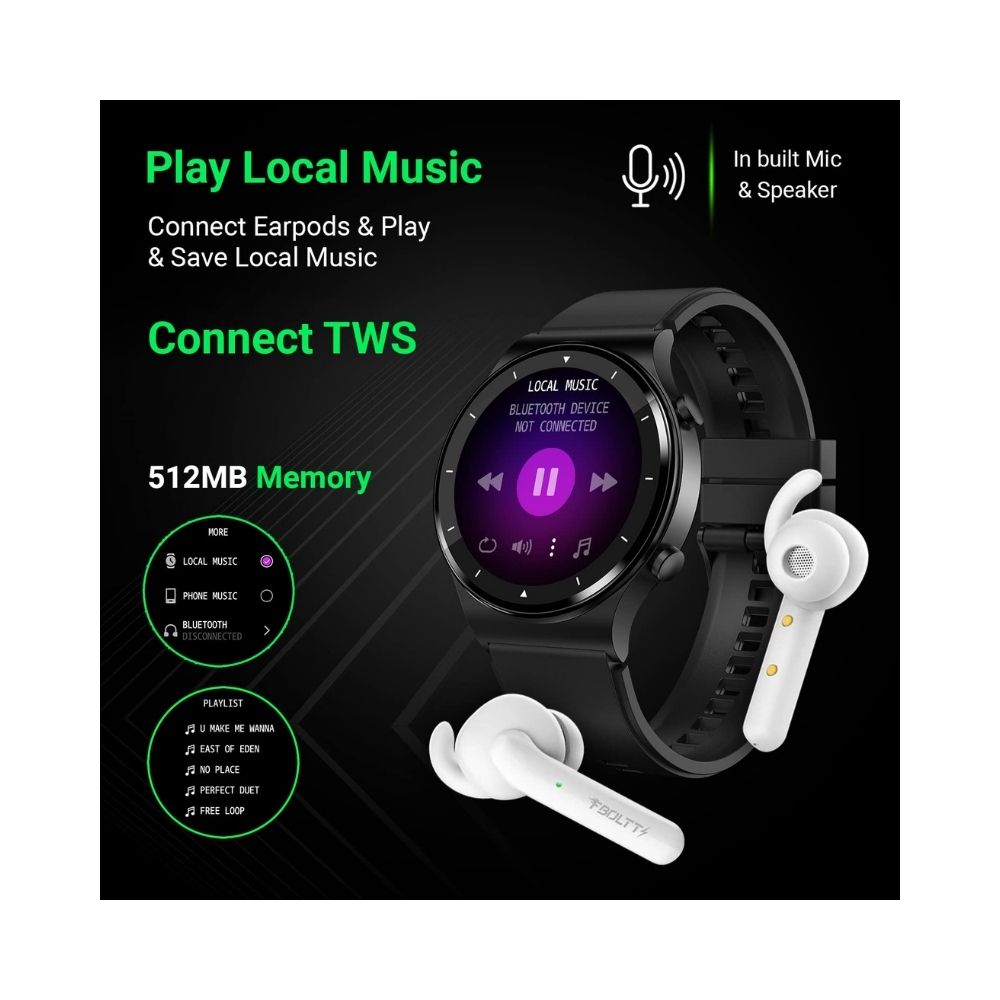 Play Local Music
Connect Earpods & Play
& Save Local Music
In built Mic
& Speaker
Connect TWS
512MB Memory
LOCAL MUSIC
BLUETOOTH DEVICE
NOT CONNECTED
MORE
LOCAL MUSIC
PHONE MUSIC
BLUETOOTH
DISCONNECTED
PLAYLIST
U MAKE ME WANNA
EAST OF EDEN
NO PLACE
PERFECT DUET
FREE LOOP
BOLTT